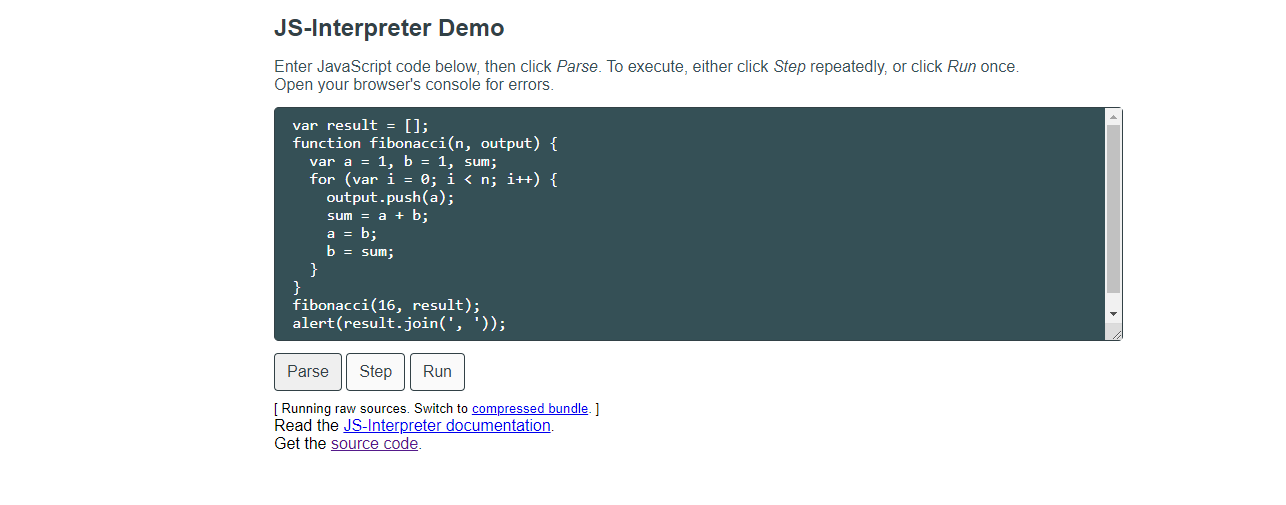 JS-Interpreter Demo
Enter JavaScript code below, then click Parse. To execute, either click Step repeatedly, or click Run once.
Open your browser's console for errors.
var result = [];
function fibonacci(n, output) {
  var a = 1, b = 1, sum;
  for (var i = 0; i < n; i++) {
    output.push(a);
    sum = a + b;
    a = b;
    b = sum;
  }
}
fibonacci(16, result);
alert(result.join(', '));
Parse Step Run
[ Running raw sources. Switch to compressed bundle. ]
Read the JS-Interpreter documentation.
Get the source code.